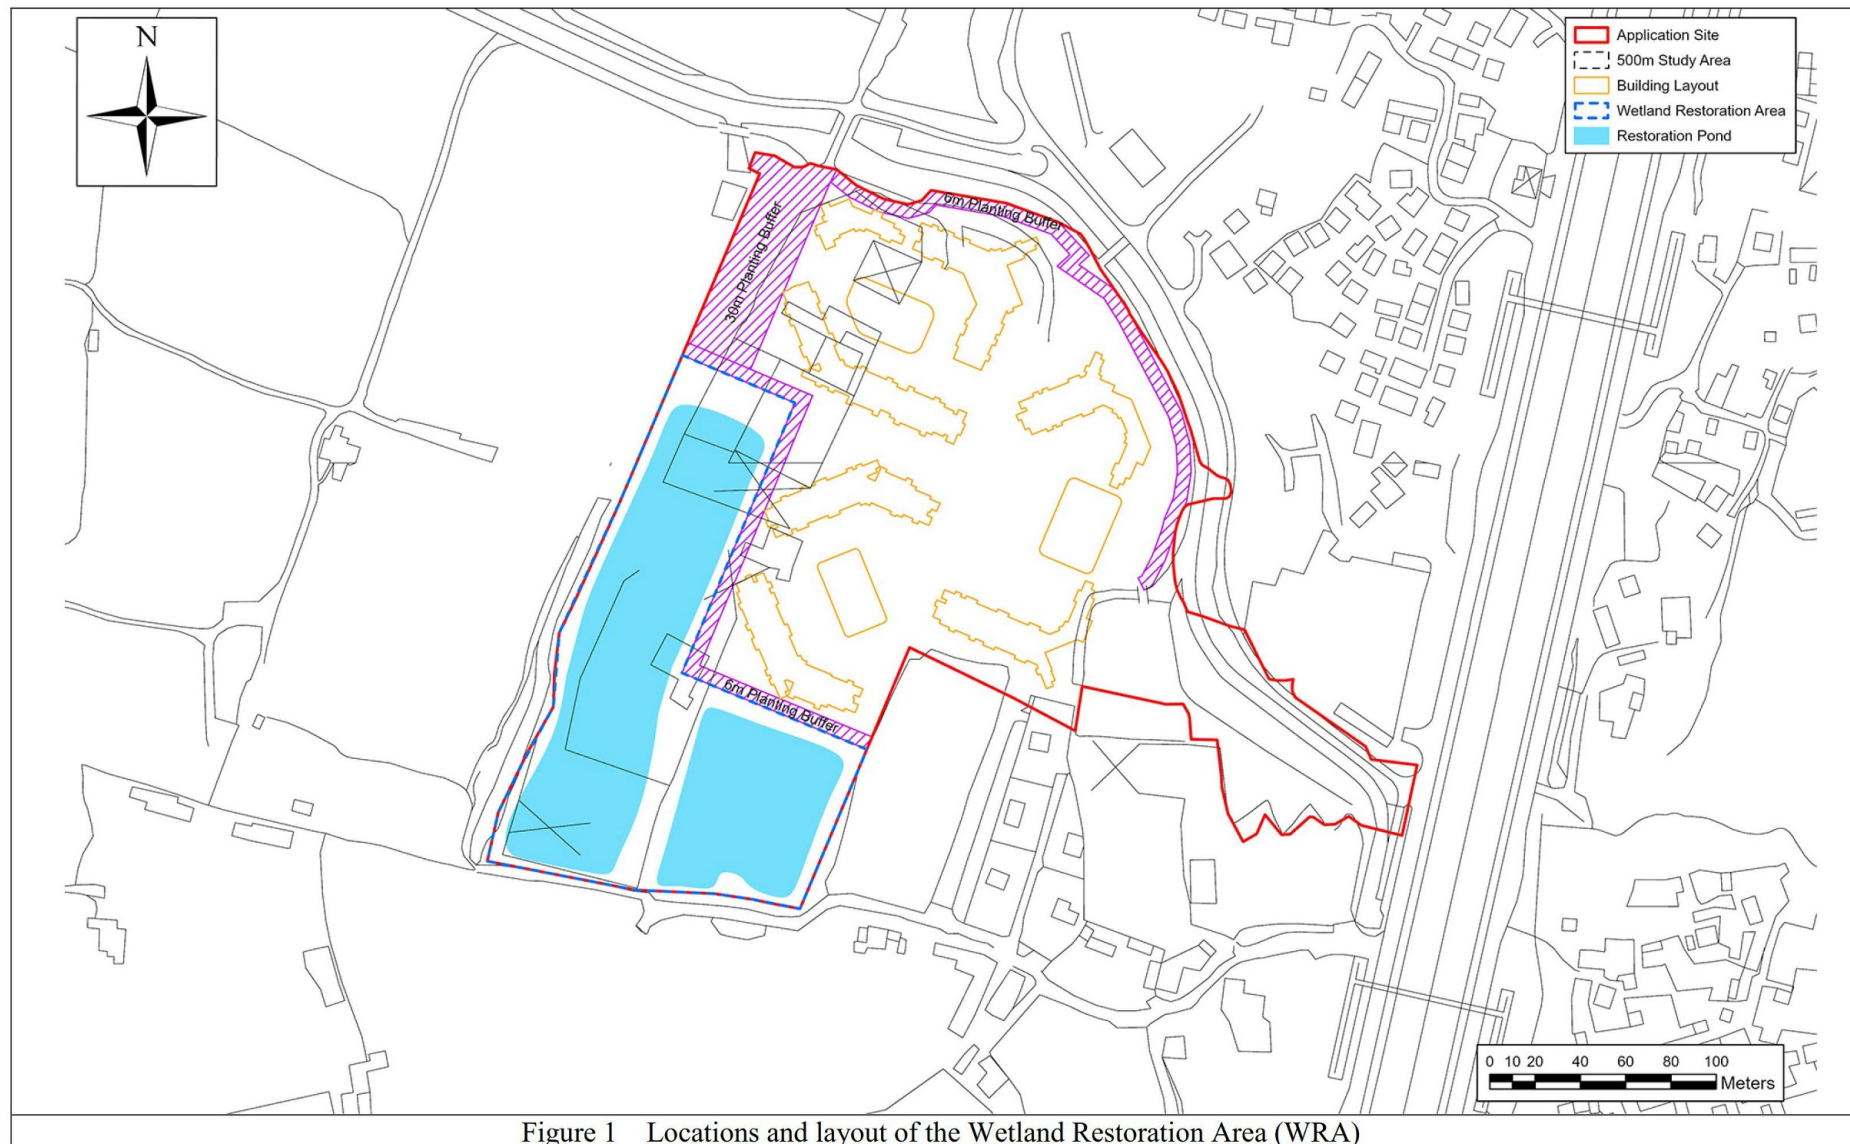 N
Application Site
500m Study Area
Building Layout
Wetland Restoration Area
Restoration Pond
30m Planting Buffer
6m Planting Buffer
6m Planting Buffer
0 10 20 40 60 80 100
Meters
Figure 1 Locations and layout of the Wetland Restoration Area (WRA)